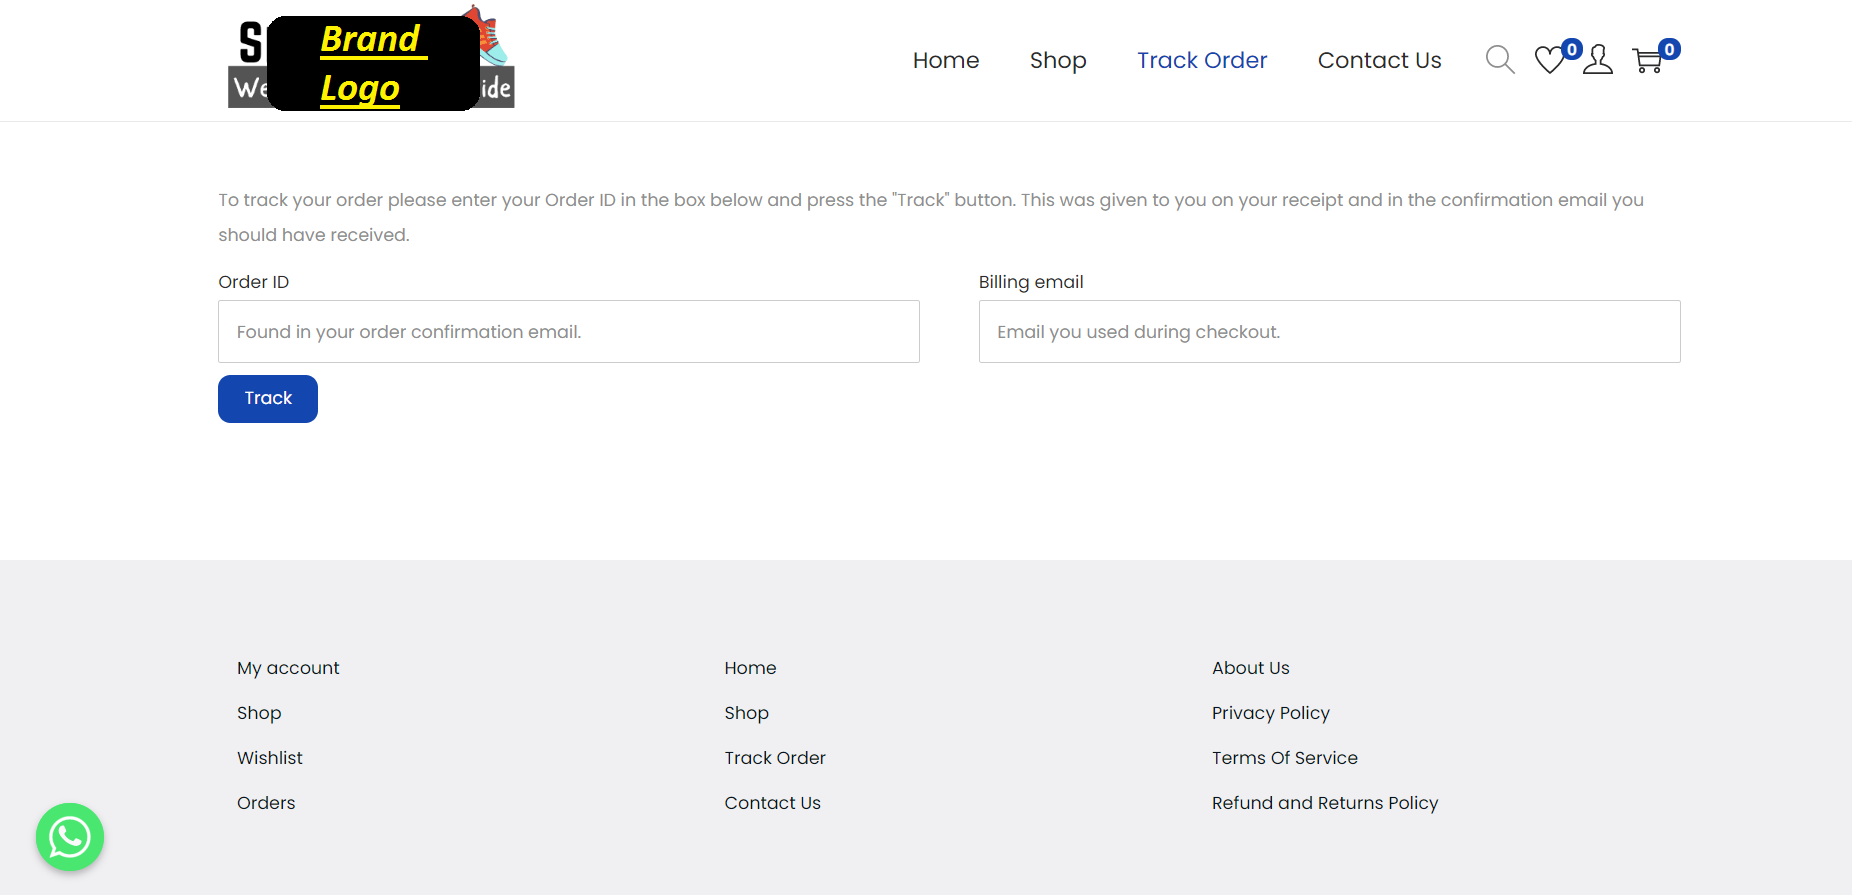 S
Brand
Logo
We
ide
Home
Shop
Track Order
Contact Us
0
0
To track your order please enter your Order ID in the box below and press the "Track" button. This was given to you on your receipt and in the confirmation email you
should have received.
Order ID
Billing email
Found in your order confirmation email.
Email you used during checkout.
Track
My account
Shop
Wishlist
Orders
Home
Shop
Track Order
Contact Us
About Us
Privacy Policy
Terms Of Service
Refund and Returns Policy